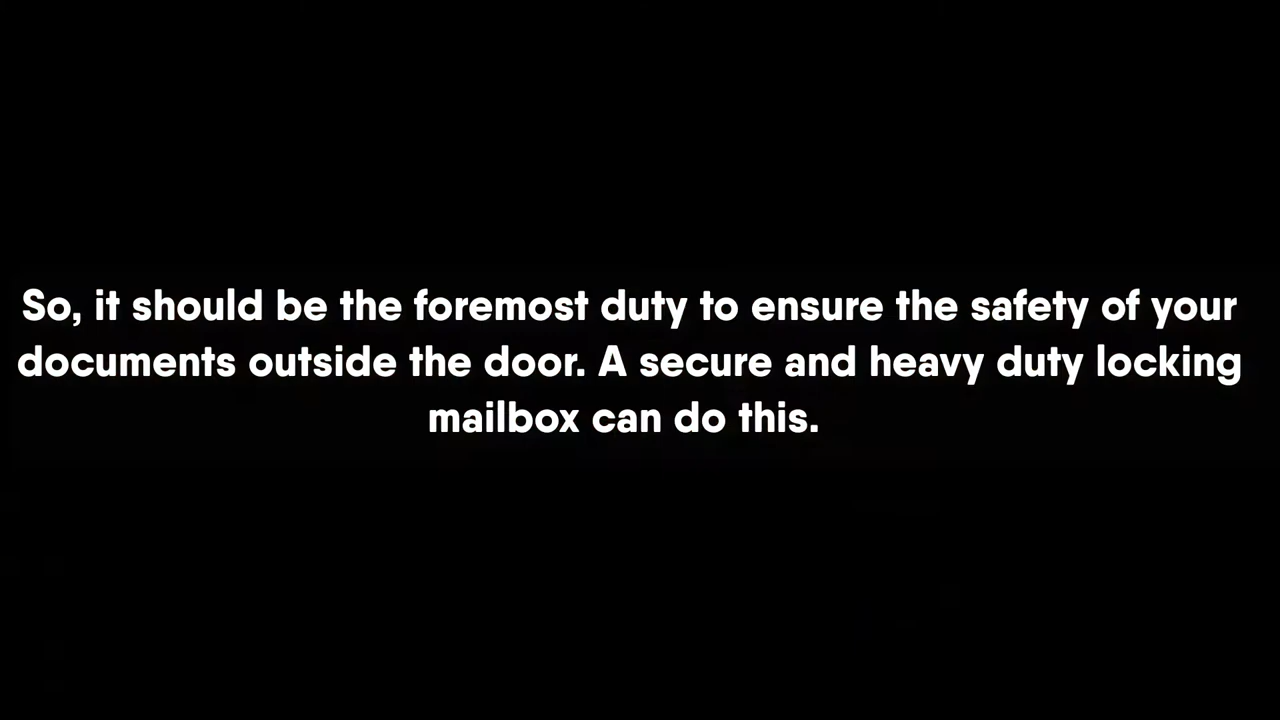 So, it should be the foremost duty to ensure the safety of your
documents outside the door. A secure and heavy duty locking
mailbox can do this.